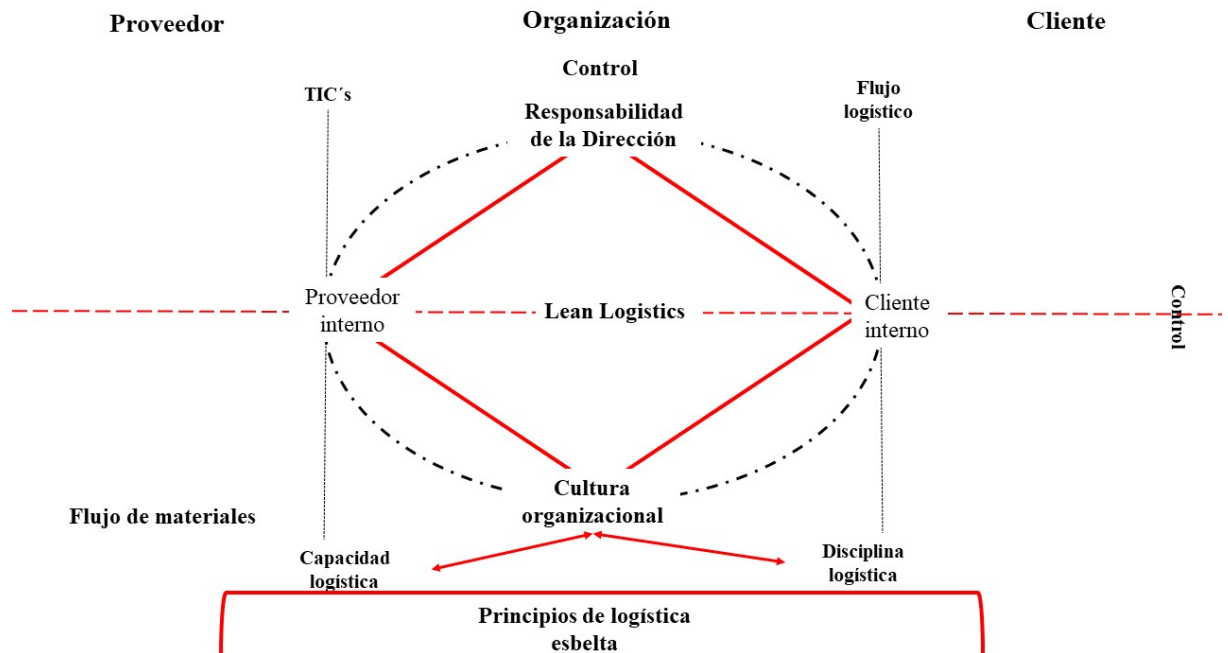 Proveedor
Organización
Cliente
Control
TIC´s
Flujo
logístico
Responsabilidad
de la Dirección
Proveedor
interno
Lean Logistics
Cliente
interno
Control
Cultura
organizacional
Flujo de materiales
Capacidad
logística
Disciplina
logística
Principios de logística
esbelta